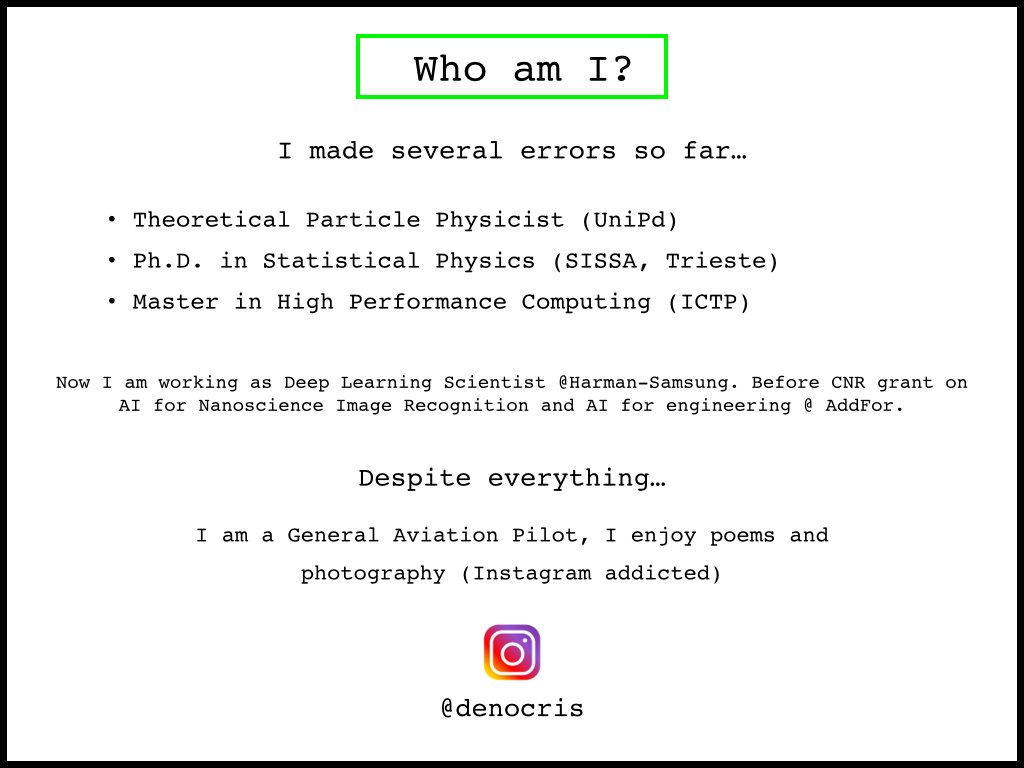 Who am I?
I made several errors so far…
• Theoretical Particle Physicist (UniPd)
• Ph.D. in Statistical Physics (SISSA, Trieste)
• Master in High Performance Computing (ICTP)
Now I am working as Deep Learning Scientist @Harman-Samsung. Before CNR grant on
AI for Nanoscience Image Recognition and AI for engineering @ AddFor.
Despite everything…
I am a General Aviation Pilot, I enjoy poems and
photography (Instagram addicted)
@denocris